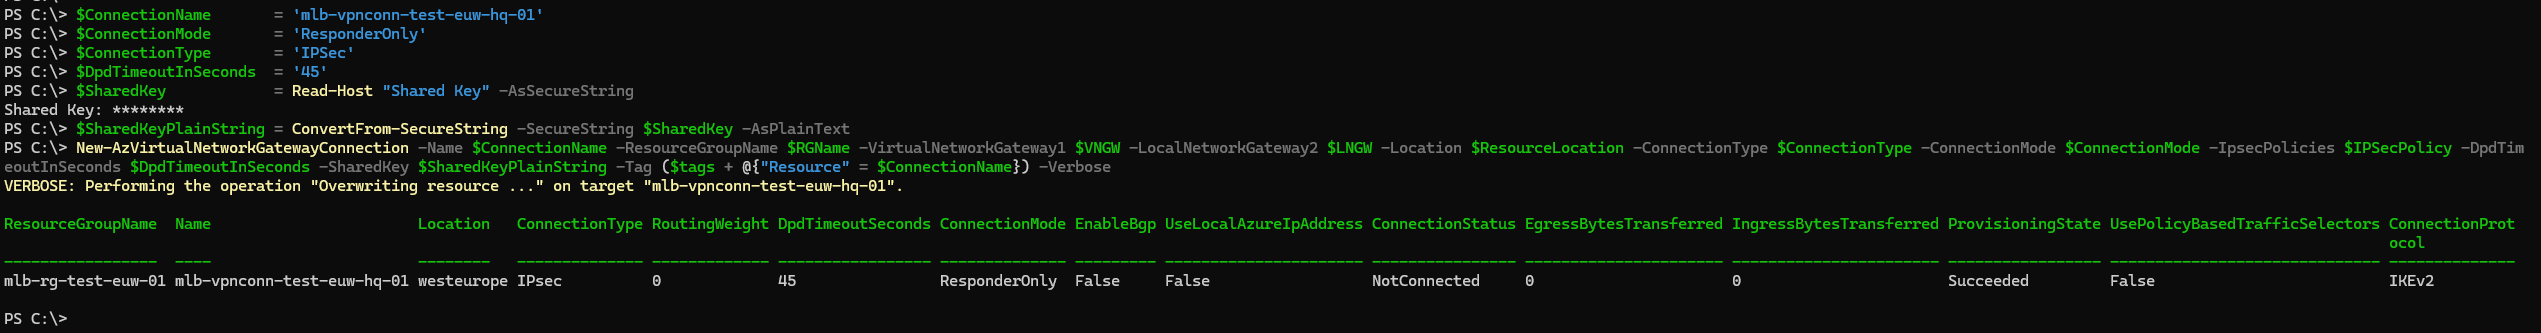 PS C:\> $ConnectionName       = 'mlb-vpnconn-test-euw-hq-01'
PS C:\> $ConnectionMode       = 'ResponderOnly'
PS C:\> $ConnectionType       = 'IPSec'
PS C:\> $DpdTimeoutInSeconds  = '45'
PS C:\> $SharedKey            = Read-Host "Shared Key" -AsSecureString
Shared Key: ********
PS C:\> $SharedKeyPlainString = ConvertFrom-SecureString -SecureString $SharedKey -AsPlainText
PS C:\> New-AzVirtualNetworkGatewayConnection -Name $ConnectionName -ResourceGroupName $RGName -VirtualNetworkGateway1 $VNGW -LocalNetworkGateway2 $LNGW -Location $ResourceLocation -ConnectionType $ConnectionType -ConnectionMode $ConnectionMode -IpsecPolicies $IPSecPolicy -DpdTim
eoutInSeconds $DpdTimeoutInSeconds -SharedKey $SharedKeyPlainString -Tag ($tags + @{"Resource" = $ConnectionName}) -Verbose
VERBOSE: Performing the operation "Overwriting resource ..." on target "mlb-vpnconn-test-euw-hq-01".
ResourceGroupName  Name                       Location   ConnectionType RoutingWeight DpdTimeoutSeconds ConnectionMode EnableBgp UseLocalAzureIpAddress ConnectionStatus EgressBytesTransferred IngressBytesTransferred ProvisioningState UsePolicyBasedTrafficSelectors ConnectionProt
ocol
-----------------  ----                       --------   -------------- ------------- ----------------- -------------- --------- ---------------------- ---------------- ---------------------- ----------------------- ----------------- ------------------------------ --------------
mlb-rg-test-euw-01 mlb-vpnconn-test-euw-hq-01 westeurope IPsec          0             45                ResponderOnly  False     False                  NotConnected     0                      0                       Succeeded         False                          IKEv2
PS C:\>